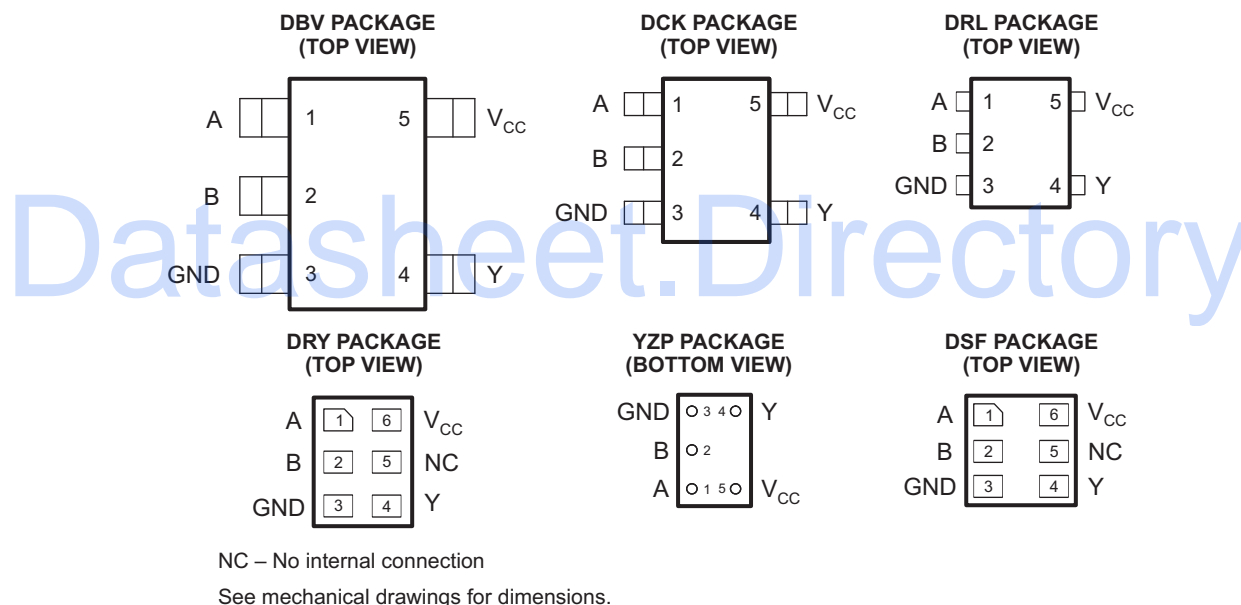 DBV PACKAGE
(TOP VIEW)
A 1 5 VCC
B 2
GND 3 4 Y
DCK PACKAGE
(TOP VIEW)
A 1 5 VCC
B 2
GND 3 4 Y
DRL PACKAGE
(TOP VIEW)
A 1 5 VCC
B 2
GND 3 4 Y
Datasheet.Directory
DRY PACKAGE
(TOP VIEW)
A 1 6 VCC
B 2 5 NC
GND 3 4 Y
YZP PACKAGE
(BOTTOM VIEW)
GND 3 4 Y
B 2
A 1 5 VCC
DSF PACKAGE
(TOP VIEW)
A 1 6 VCC
B 2 5 NC
GND 3 4 Y
NC – No internal connection
See mechanical drawings for dimensions.